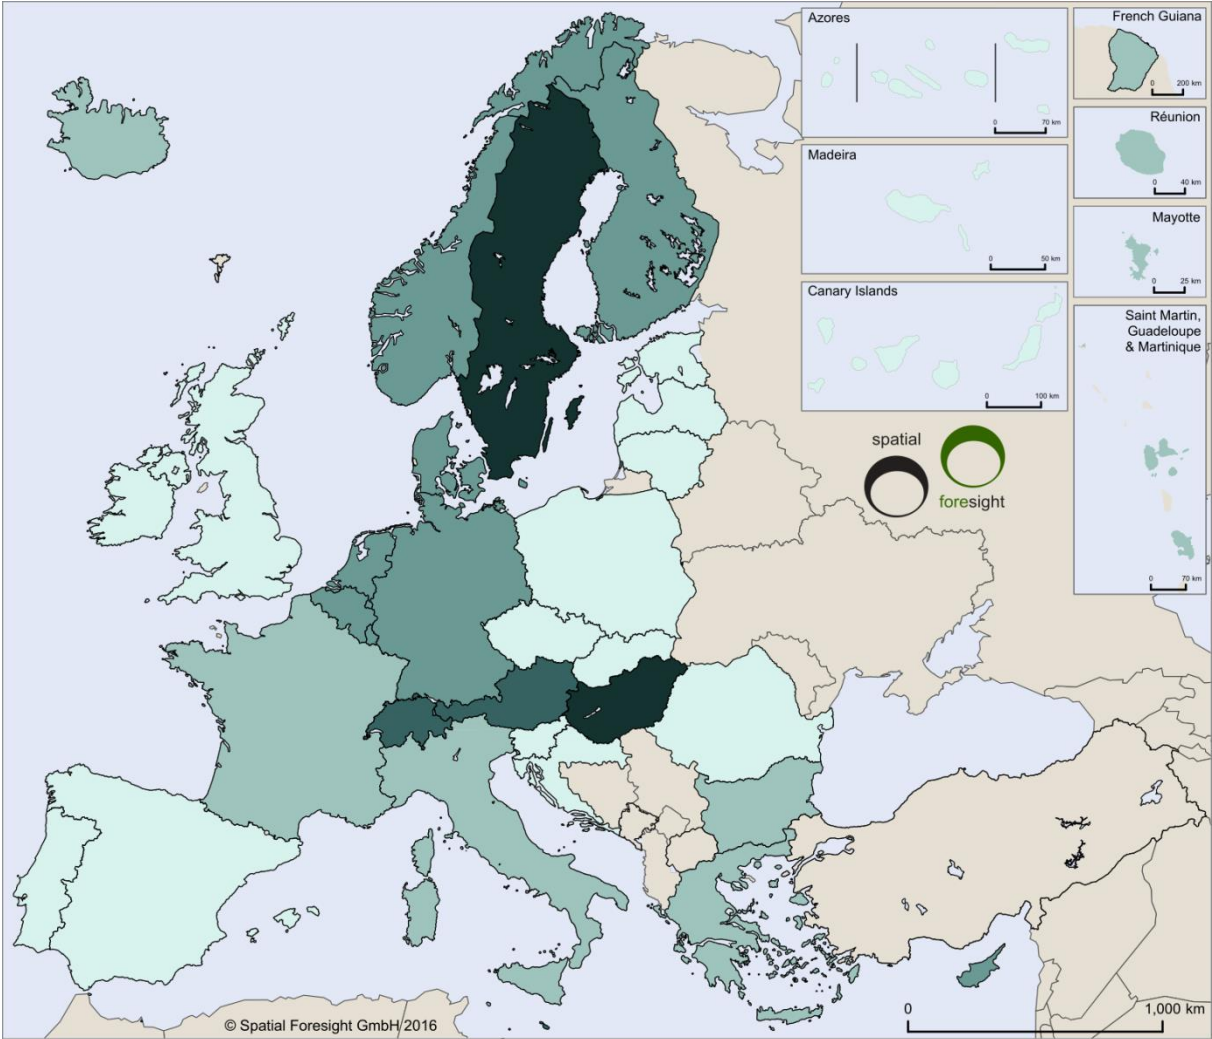 Azores
0 70 km
Madeira
0 50 km
Canary Islands
0 100 km
French Guiana
0 200 km
Réunion
0 40 km
Mayotte
0 25 km
Saint Martin,
Guadeloupe
& Martinique
0 70 km
spatial
foresight
0 1,000 km
© Spatial Foresight GmbH 2016